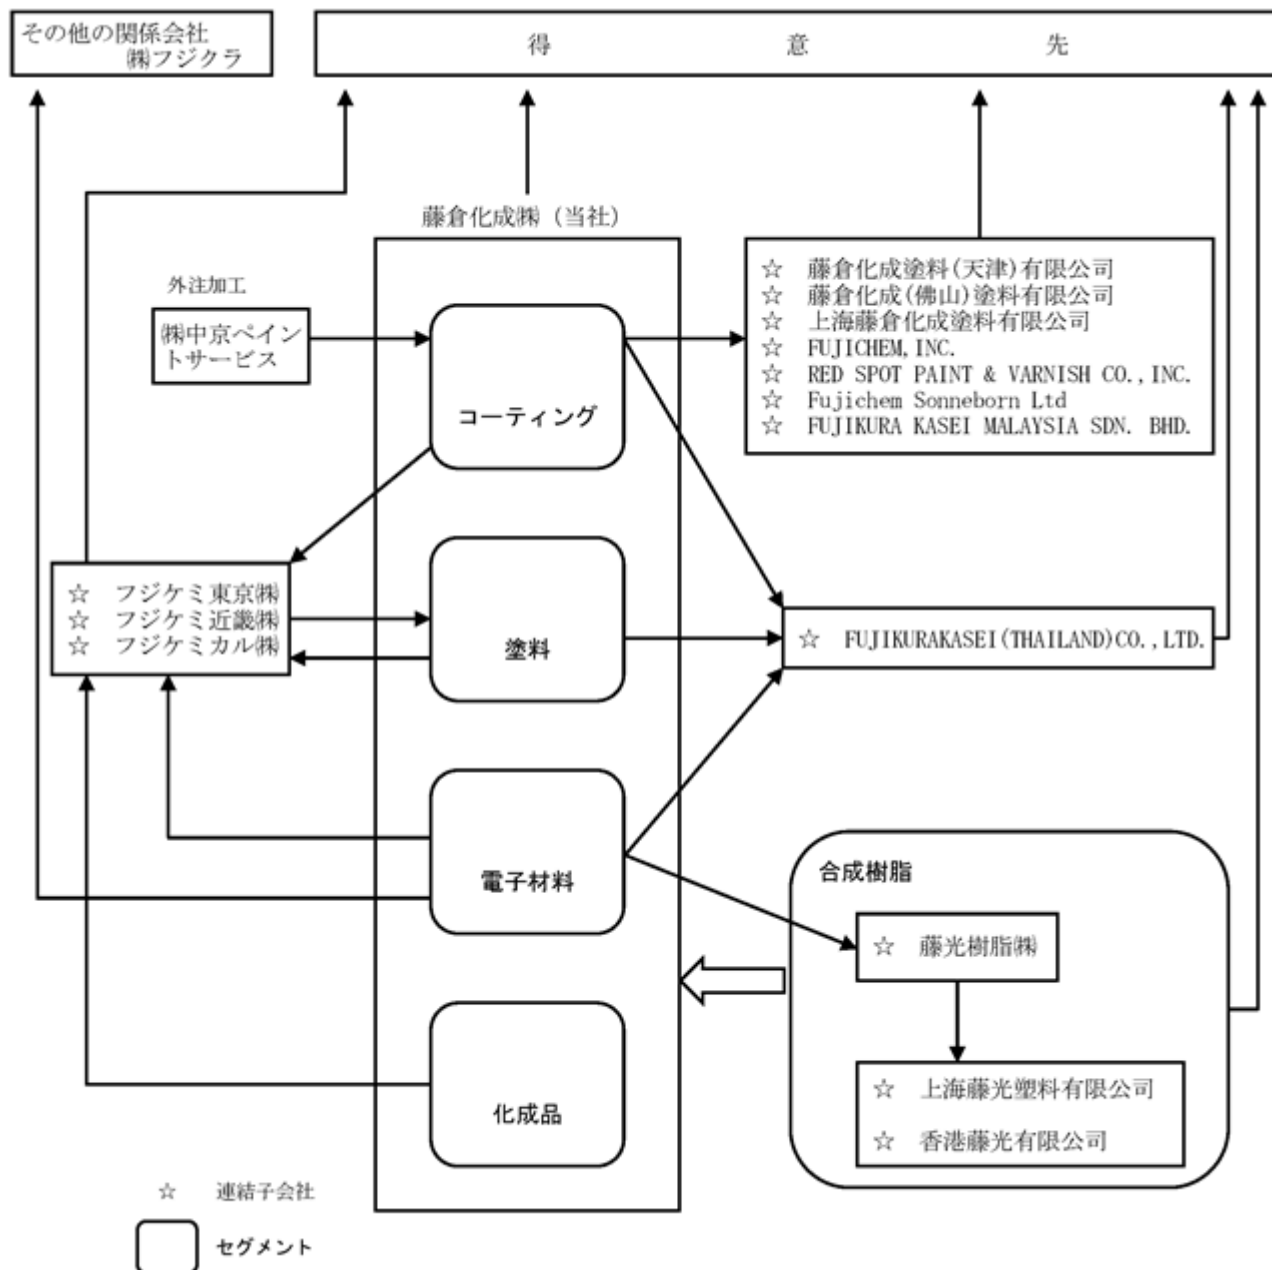 その他の関係会社
㈱フジクラ
得意先
藤倉化成㈱（当社）
外注加工
㈱中京ペイン
トサービス
コーティング
☆ 藤倉化成塗料(天津)有限公司
☆ 藤倉化成(佛山)塗料有限公司
☆ 上海藤倉化成塗料有限公司
☆ FUJICHEM,INC.
☆ RED SPOT PAINT & VARNISH CO.,INC.
☆ Fujichem Sonneborn Ltd
☆ FUJIKURA KASEI MALAYSIA SDN. BHD.
☆ フジケミ東京㈱
☆ フジケミ近畿㈱
☆ フジケミカル㈱
塗料
☆ FUJIKURAKASEI(THAILAND)CO.,LTD.
電子材料
合成樹脂
☆ 藤光樹脂㈱
☆ 上海藤光塑料有限公司
☆ 香港藤光有限公司
化成品
☆ 連結子会社
セグメント